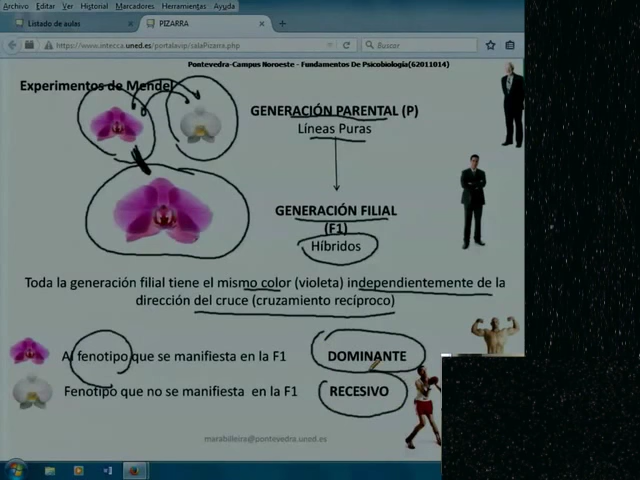 Archivo Editar Ver Historial Marcadores Herramientas Ayuda
Listado de aulas
PIZARRA
https://www.intecca.uned.es/portalavip/salaPizarra.php
Buscar
Pontevedra-Campus Noroeste - Fundamentos De Psicobiología(62011014)
Experimentos de Mendel
GENERACIÓN PARENTAL (P)
Líneas Puras
GENERACIÓN FILIAL
(F1)
Híbridos
Toda la generación filial tiene el mismo color (violeta) independientemente de la
dirección del cruce (cruzamiento recíproco)
Al fenotipo que se manifiesta en la F1
DOMINANTE
Fenotipo que no se manifiesta en la F1
RECESIVO
marabilleira@pontevedra.uned.es